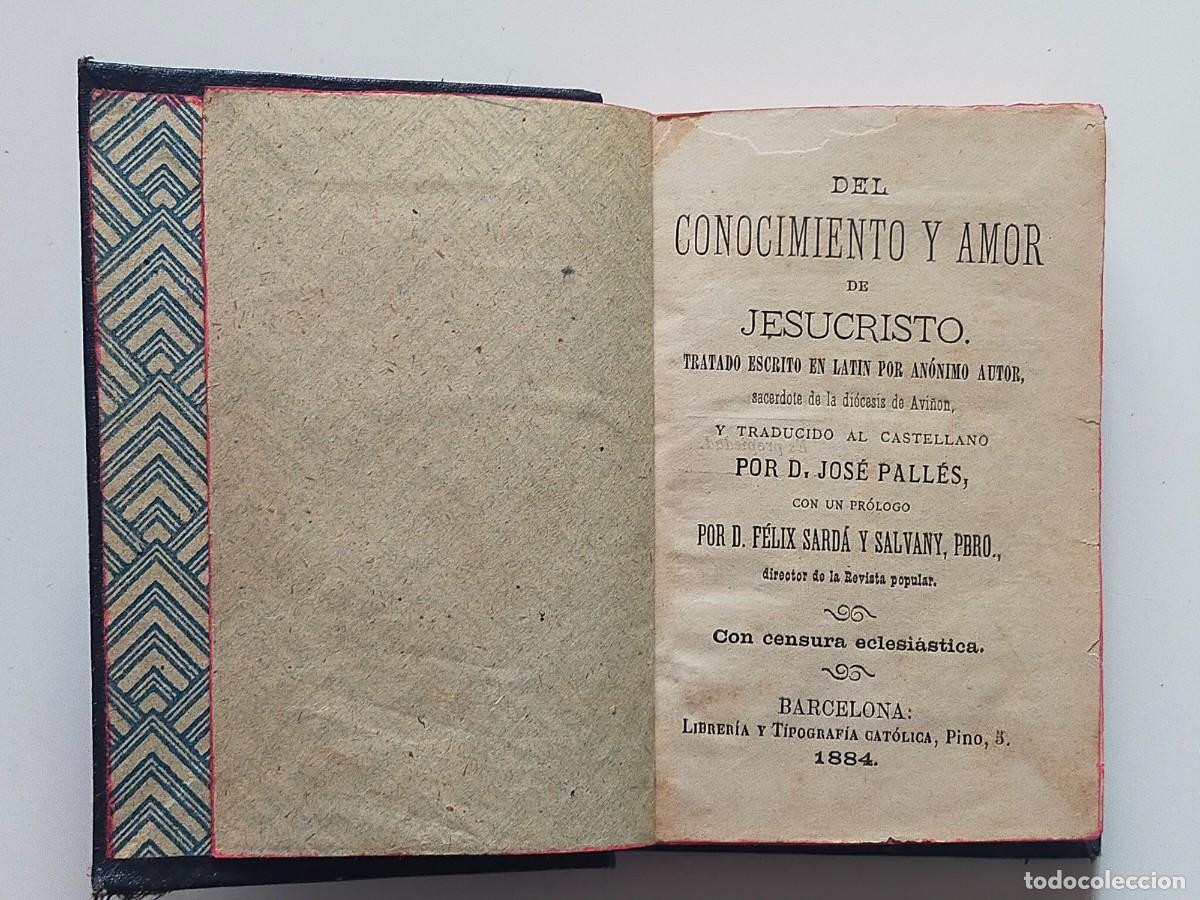 DEL
CONOCIMIENTO Y AMOR
DE
JESUCRISTO.
TRATADO ESCRITO EN LATIN POR ANÓNIMO AUTOR,
sacerdote de la diócesis de Aviñon,
Y TRADUCIDO AL CASTELLANO
POR D. JOSÉ PALLÉS,
CON UN PRÓLOGO
POR D. FÉLIX SARDÁ Y SALVANY, PBRO.,
director de la Revista popular.
Con censura eclesiástica.
BARCELONA:
LIBRERÍA Y TIPOGRAFÍA CATÓLICA, Pino, 5.
1884.
todocoleccion